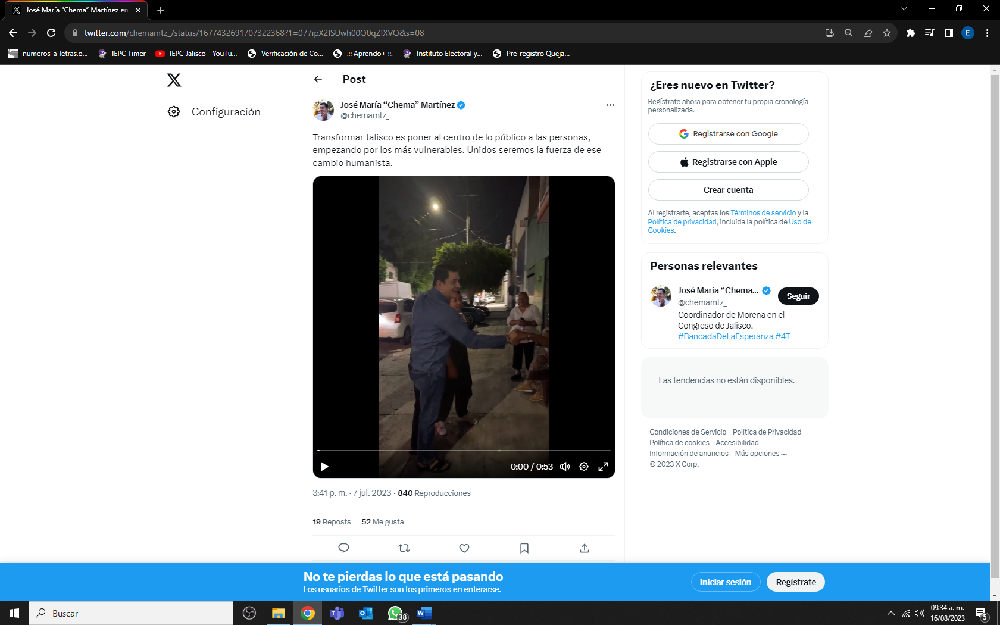 José María “Chema” Martínez en
twitter.com/chemamtz_/status/1677432691707322368?1=077ipX2ISUwh00Q0qZIXVQ&s=08
E
numeros-a-letras.o...
IEPC Timer
IEPC Jalisco - YouTu...
Verificación de Co...
.:: Aprendo+ ::.
Instituto Electoral y...
Pre-registro Queja...
Configuración
Post
José María “Chema” Martínez
@chemamtz_
Transformar Jalisco es poner al centro de lo público a las personas,
empezando por los más vulnerables. Unidos seremos la fuerza de ese
cambio humanista.
0:00 / 0:53
3:41 p. m. · 7 jul. 2023 · 840 Reproducciones
19 Reposts 52 Me gusta
¿Eres nuevo en Twitter?
Regístrate ahora para obtener tu propia cronología
personalizada.
Registrarse con Google
Registrarse con Apple
Crear cuenta
Al registrarte, aceptas los Términos de servicio y la
Política de privacidad, incluida la política de Uso de
Cookies.
Personas relevantes
José María “Chema...
@chemamtz_
Seguir
Coordinador de Morena en el
Congreso de Jalisco.
#BancadaDeLaEsperanza #4T
Las tendencias no están disponibles.
Condiciones de Servicio Política de Privacidad
Política de cookies Accesibilidad
Información de anuncios Más opciones ···
© 2023 X Corp.
No te pierdas lo que está pasando
Los usuarios de Twitter son los primeros en enterarse.
Iniciar sesión
Regístrate
Buscar
38
09:34 a. m.
16/08/2023
5